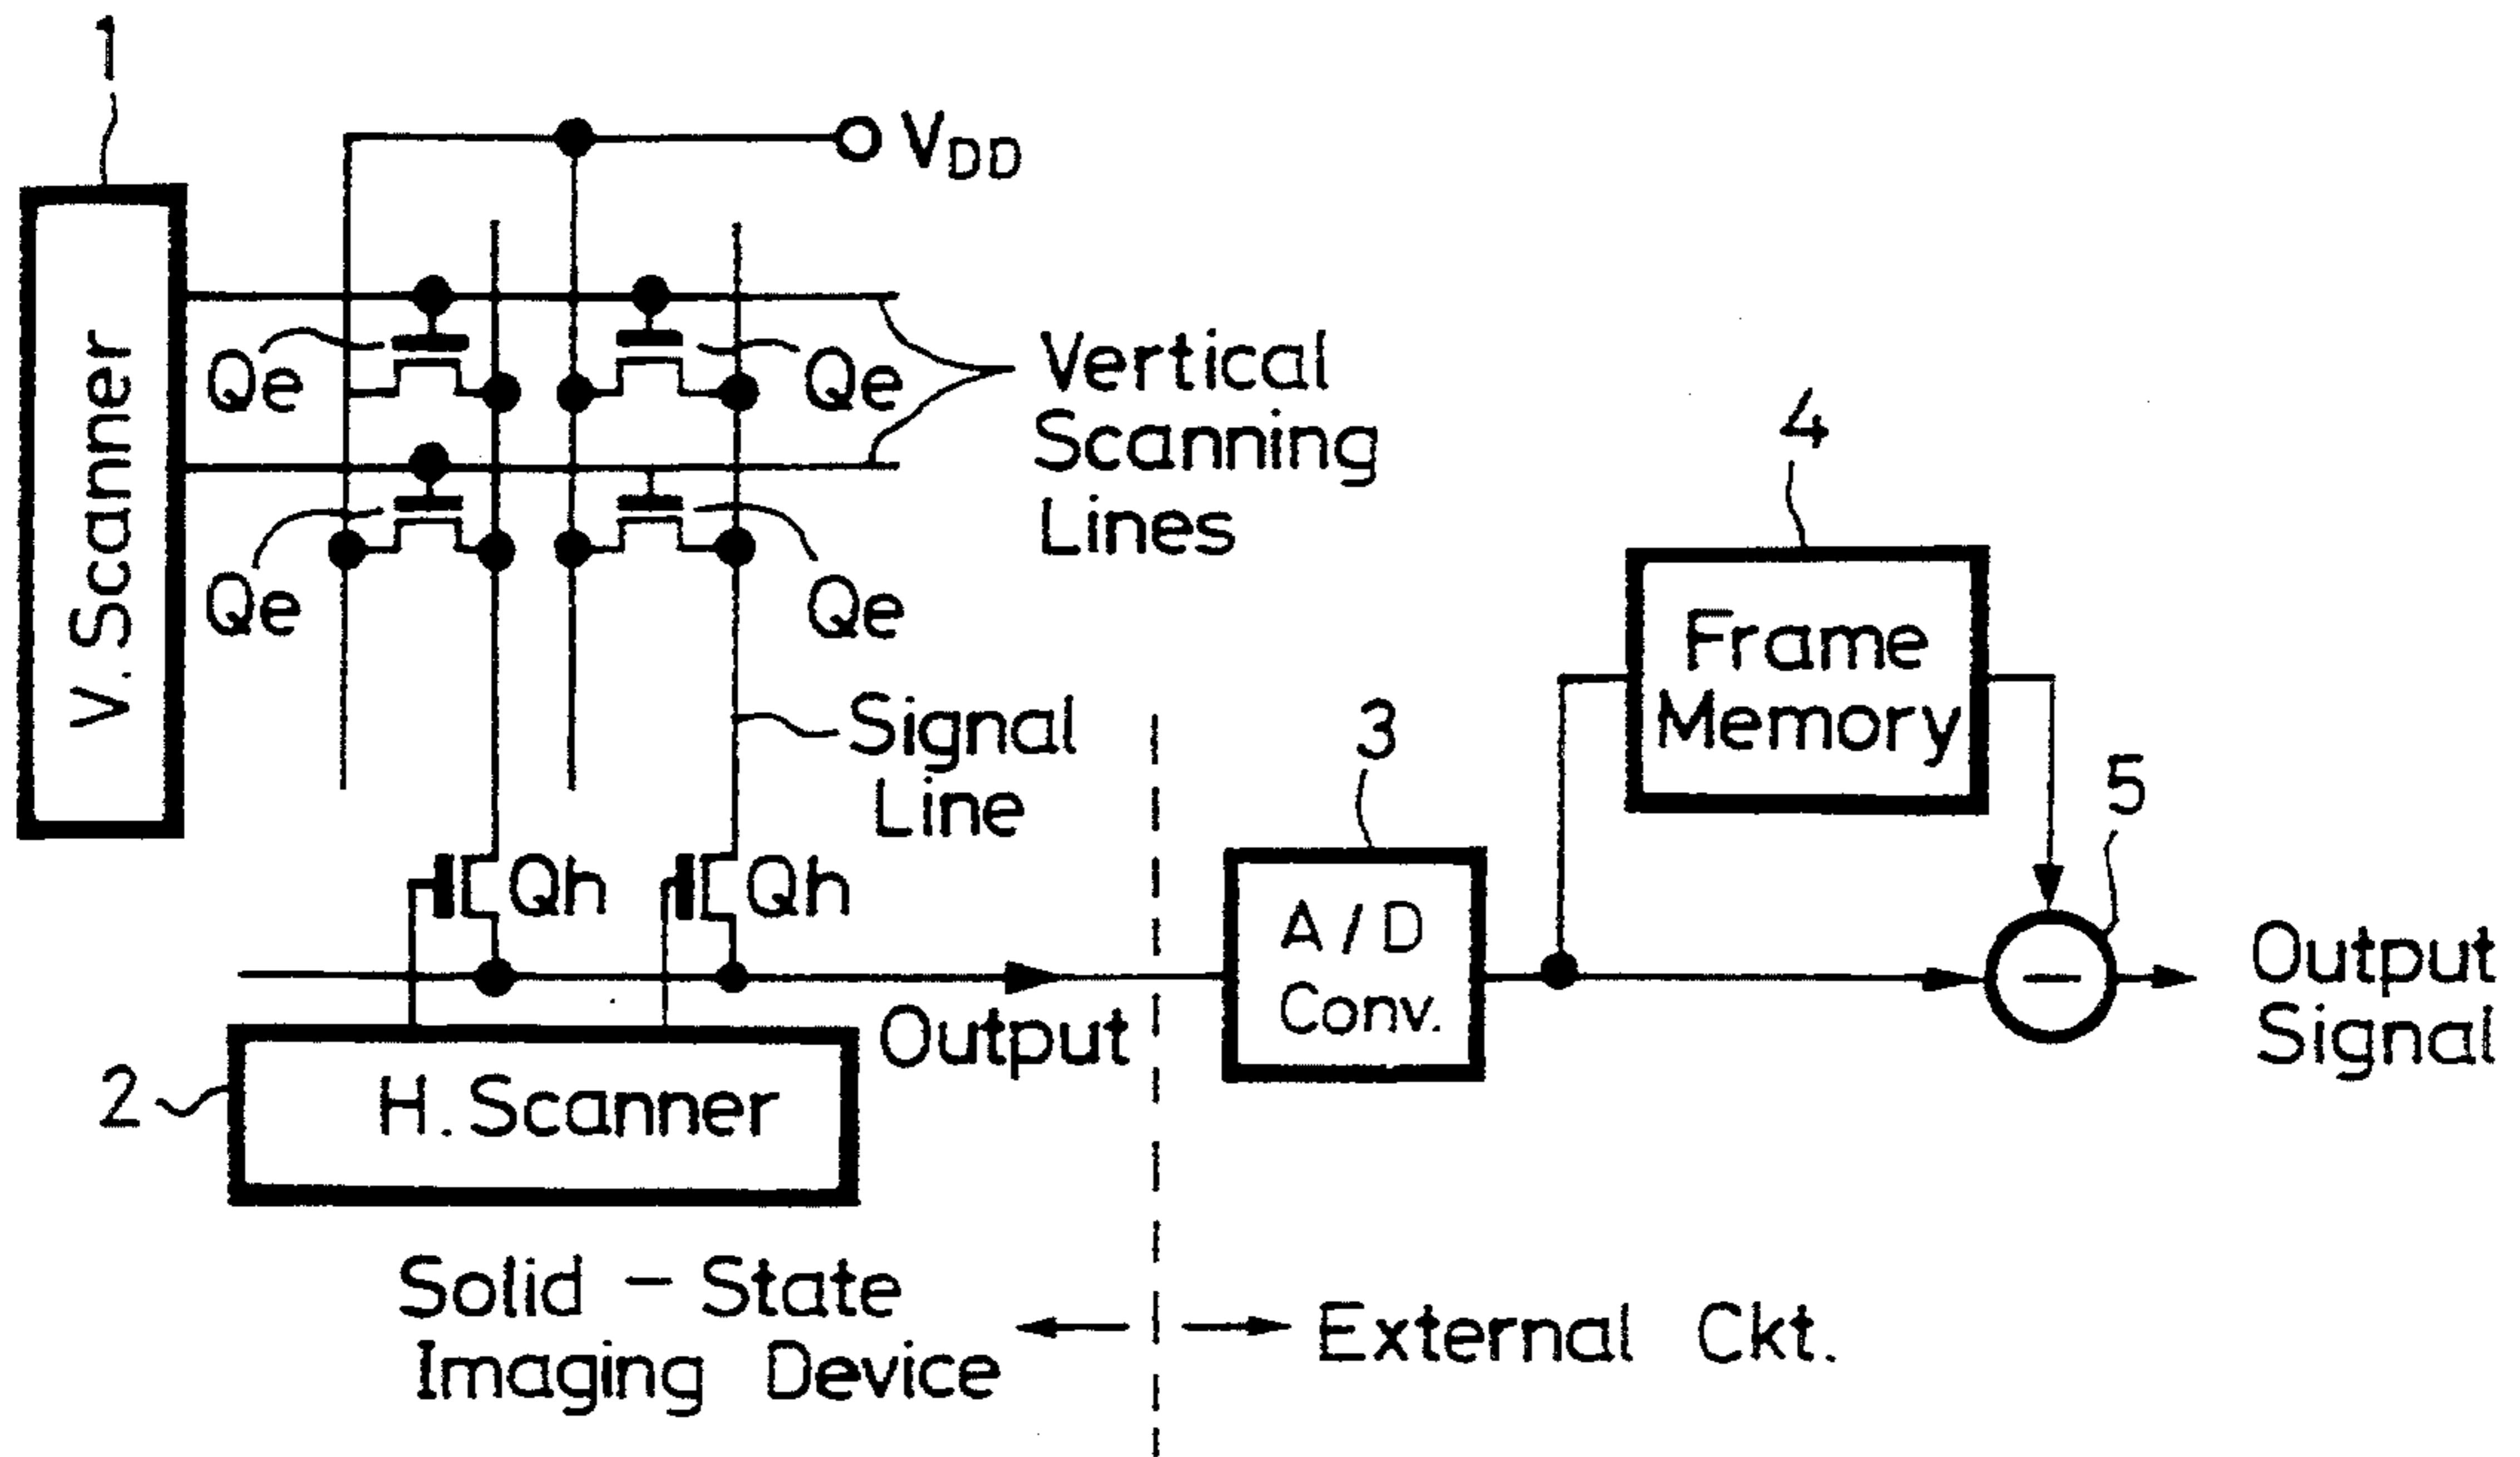 1
VDD
V. Scanner
Qe
Qe
Vertical
Scanning
Lines
Qe
Qe
4
Frame
Memory
Signal
Line
3
5
Qh
Qh
A/D
Conv.
Output
Signal
Output
2
H. Scanner
Solid - State
Imaging Device
External Ckt.